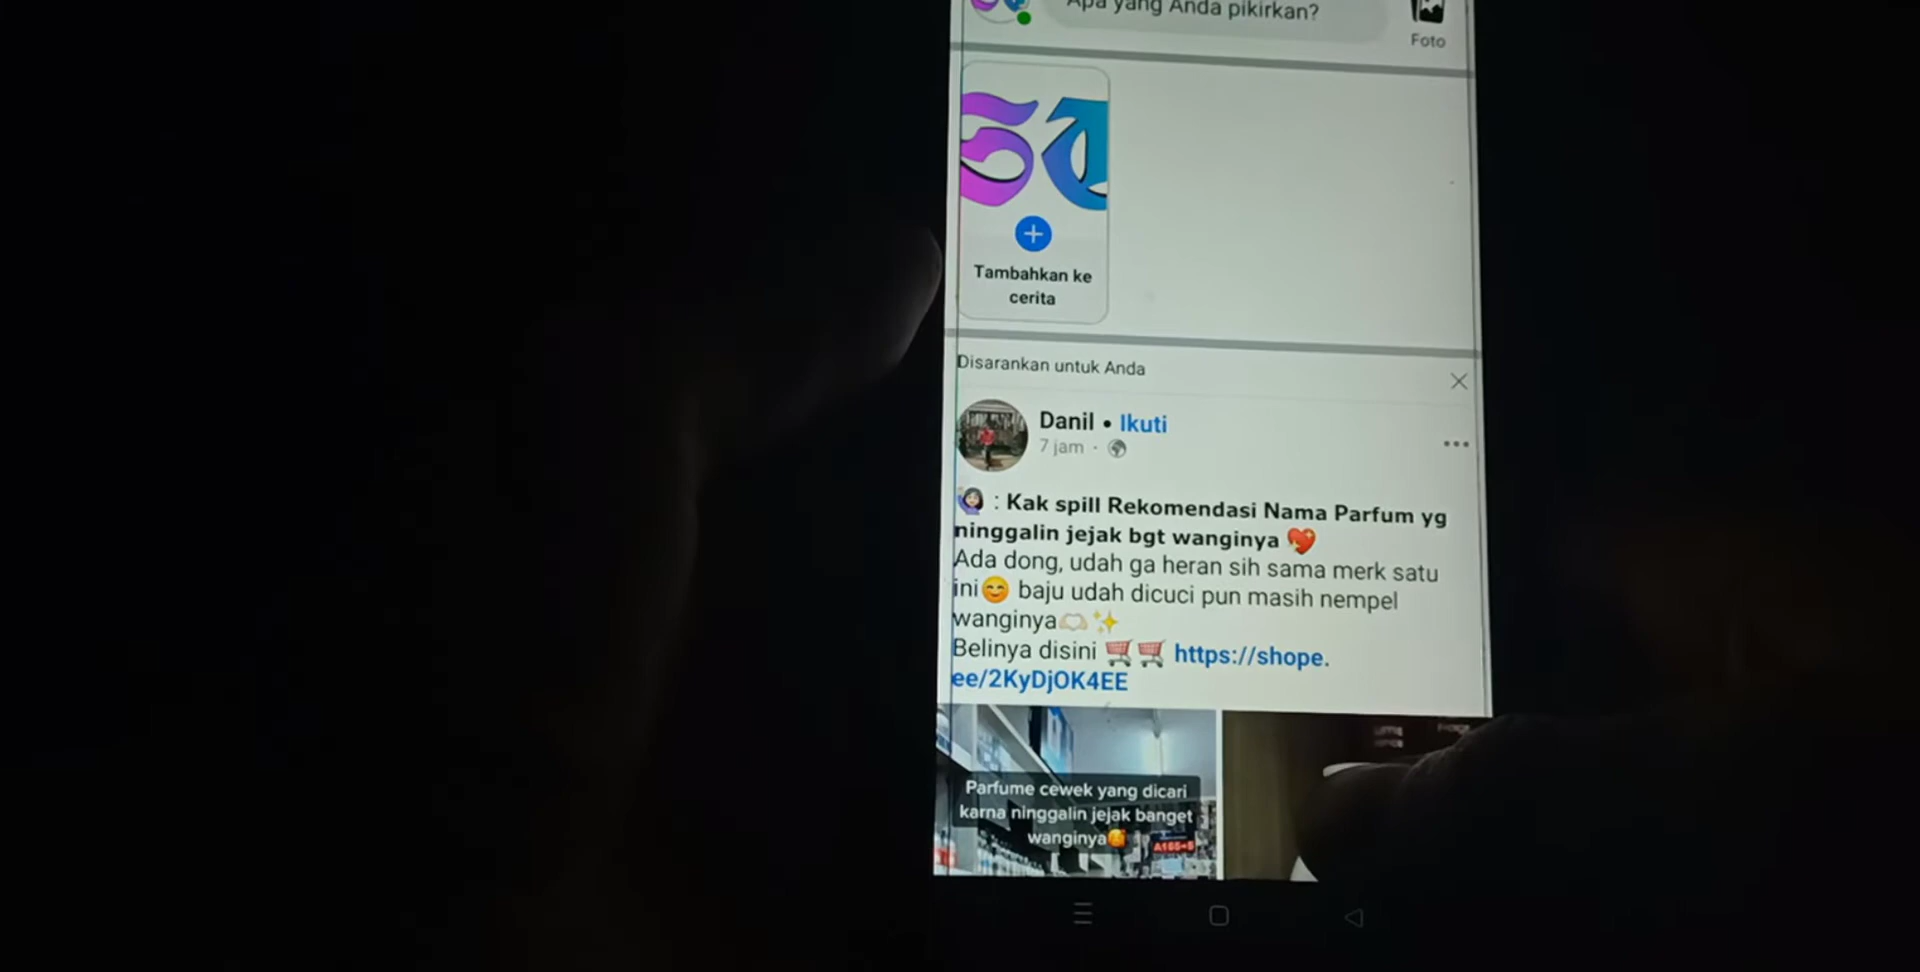 Apa yang Anda pikirkan?
Foto
Tambahkan ke
cerita
Disarankan untuk Anda
Danil • Ikuti
7 jam ·
🙋🏻‍♀️ : Kak spill Rekomendasi Nama Parfum yg
ninggalin jejak bgt wanginya 💖
Ada dong, udah ga heran sih sama merk satu
ini😊 baju udah dicuci pun masih nempel
wanginya🫶🏻✨
Belinya disini 🛒🛒 https://shope.
ee/2KyDjOK4EE
Parfume cewek yang dicari
karna ninggalin jejak banget
wanginya🥰